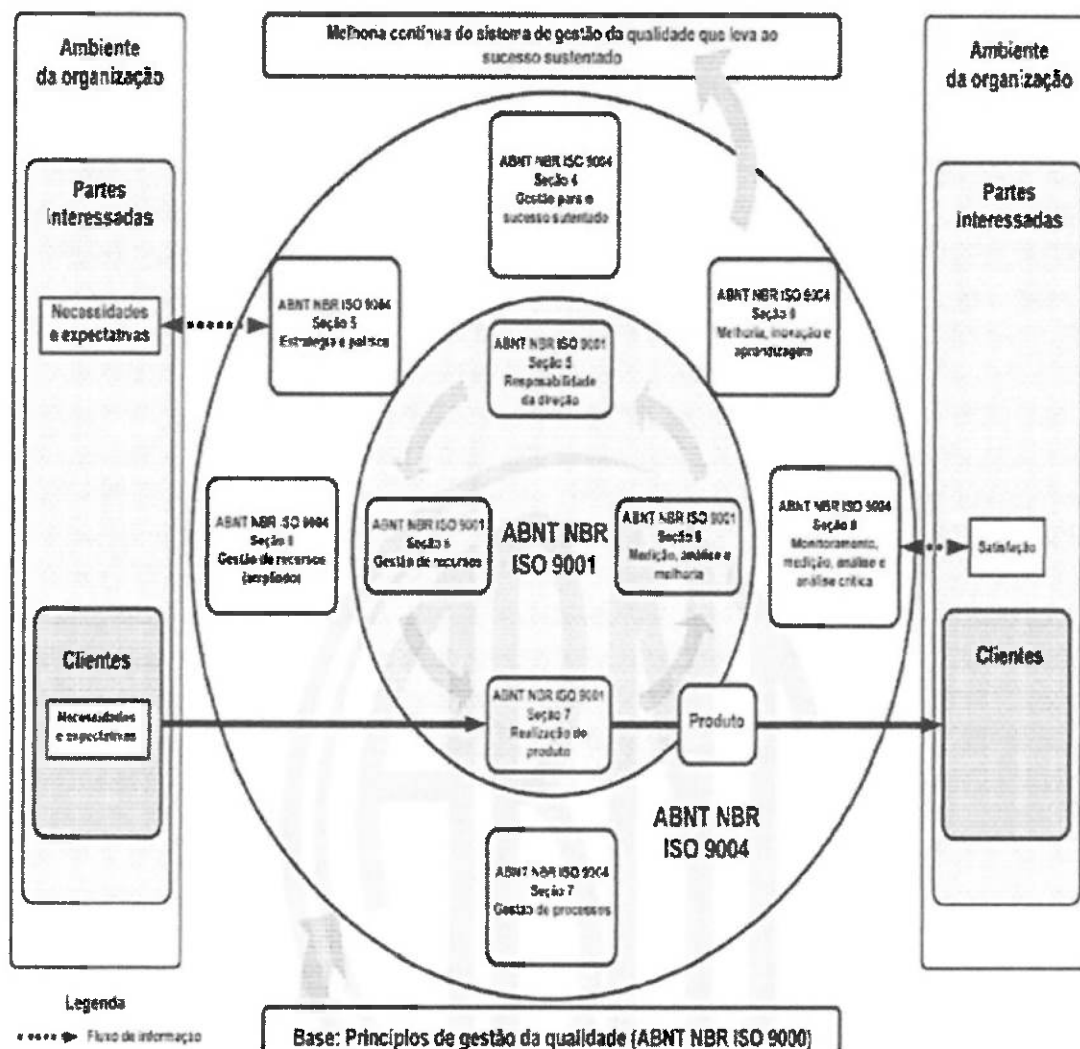 Melhoria contínua do sistema de gestão da qualidade que leva ao
sucesso sustentado
Ambiente
da organização
Partes
interessadas
Necessidades
e expectativas
Clientes
Necessidades
e expectativas
ABNT NBR ISO 9004
Seção 4
Gestão para o
sucesso sutentado
ABNT NBR ISO 9004
Seção 5
Estratégia e política
ABNT NBR ISO 9004
Seção
Melhoria, inovação e
aprendizagem
ABNT NBR ISO 9001
Seção 5
Resposabilidade
da direção
ABNT NBR ISO 9004
Seção
Gestão de recursos
(ampliado)
ABNT NBR ISO 9001
Seção 6
Gestão de recursos
ABNT NBR
ISO 9001
ABNT NBR ISO 9001
Seção 8
Medição, análise e
melhoria
ABNT NBR ISO 9004
Seção 8
Monitoramento,
medição, análise e
análise crítica
ABNT NBR ISO 9001
Seção 7
Realização do
produto
Produto
ABNT NBR
ISO 9004
ABNT NBR ISO 9004
Seção 7
Gestão de processos
Ambiente
da organização
Partes
interessadas
Satisfação
Clientes
Legenda
Fluxo de informação
Base: Princípios de gestão da qualidade (ABNT NBR ISO 9000)